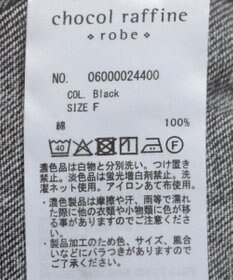 chocol raffine
robe
NO. 06000024400
COL. Black
SIZE F
綿 100%
40
濃色品は白物と分別洗い。つけ置き
禁止。淡色品は蛍光増白剤禁止。洗
濯ネット使用。アイロンあて布使用。
・濃色製品は摩擦や汗、雨等で濡れ
た際に他の衣類や小物類に色が移
る事がありますのでご注意くださ
い。
・製品加工のため色、サイズ、風合
いなどにバラつきがありますので
ご了承ください。